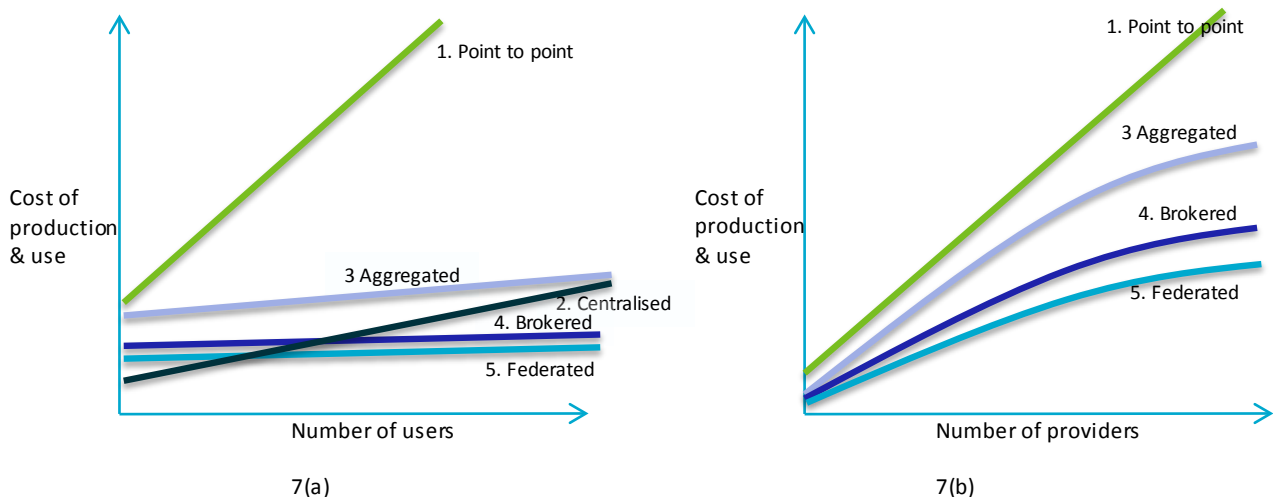 1. Point to point
Cost of
production
& use
3 Aggregated
2. Centralised
4. Brokered
5. Federated
Number of users
7(a)
1. Point to point
3 Aggregated
Cost of
production
& use
4. Brokered
5. Federated
Number of providers
7(b)